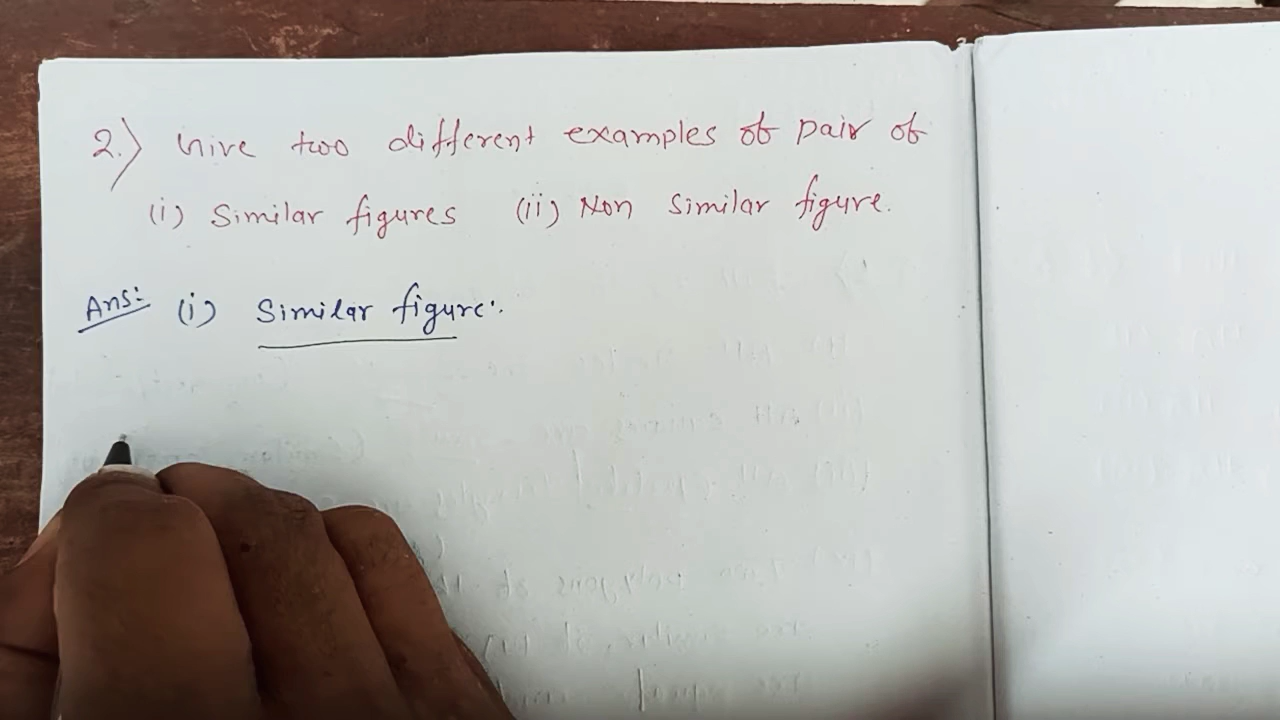 2.) Give two different examples of pair of
(i) Similar figures (ii) Non similar figure.
Ans: (i) Similar figure: